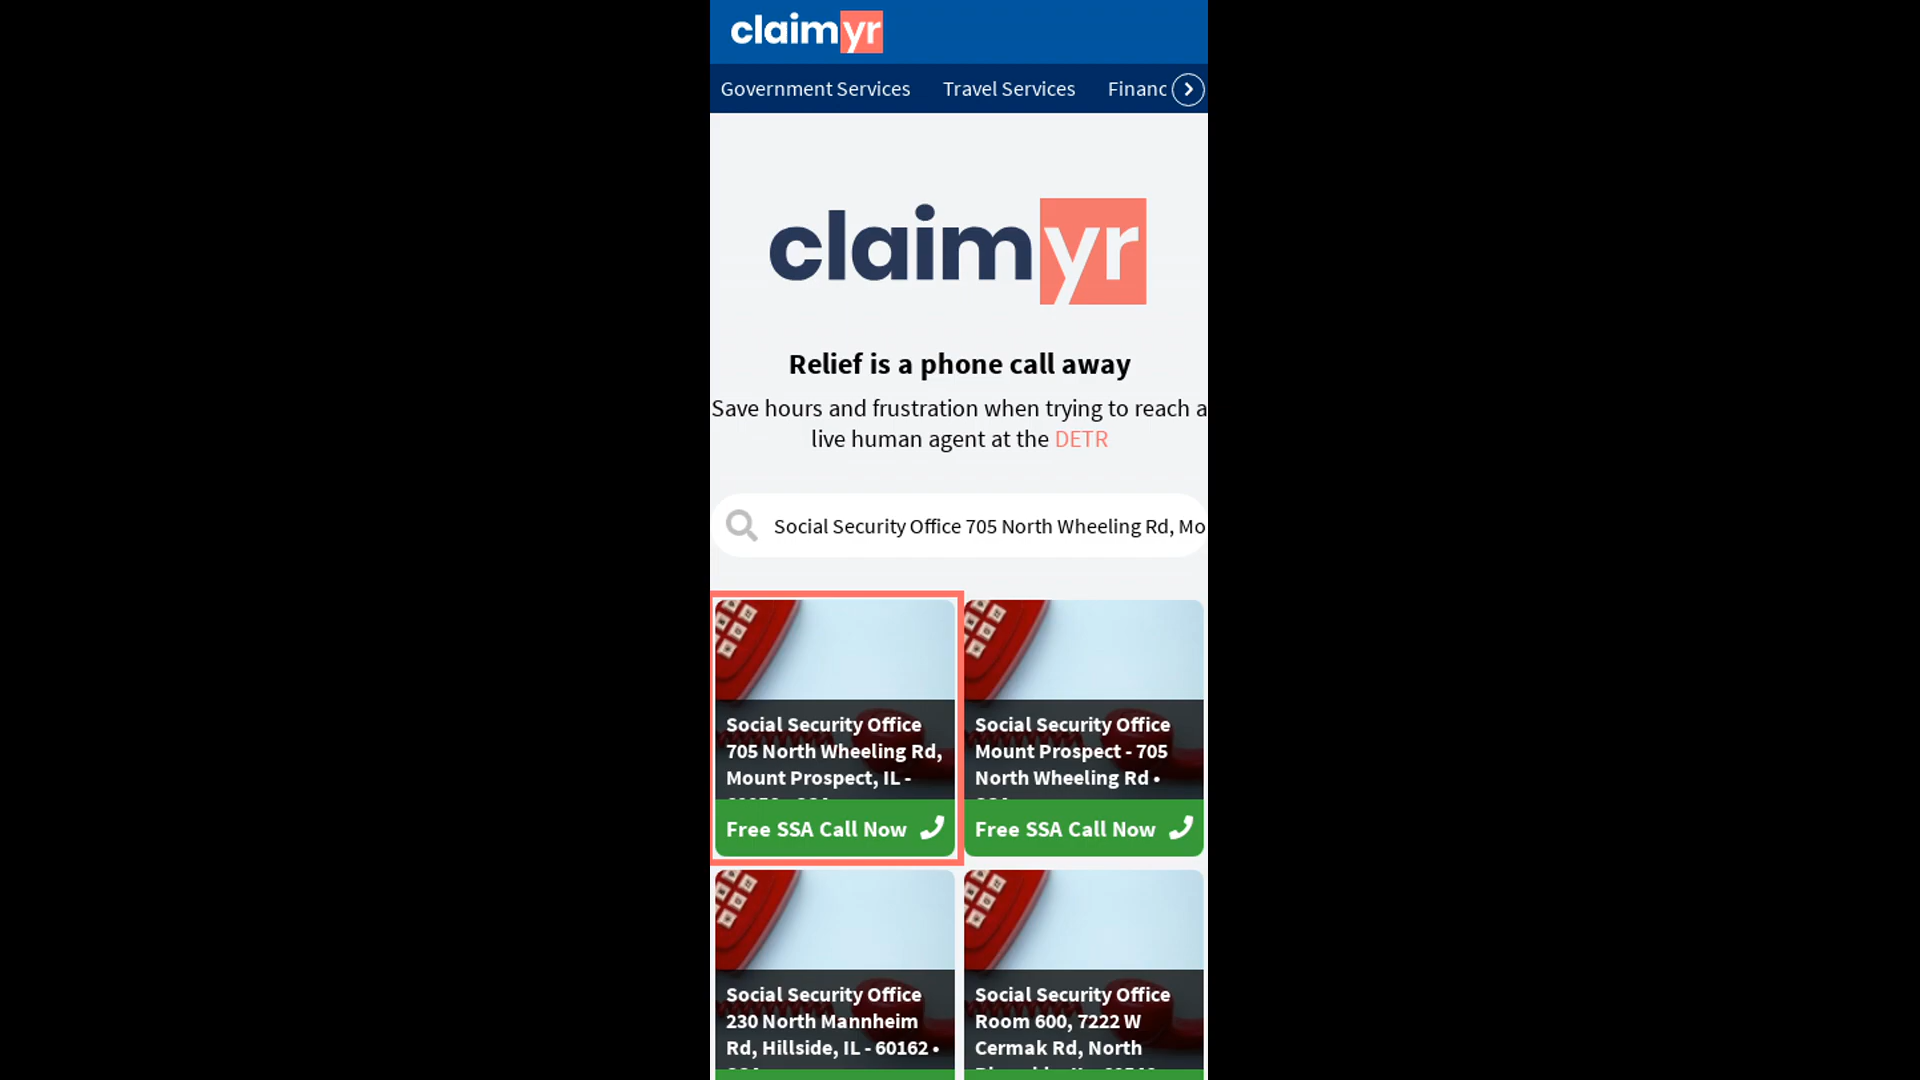 claimyr
Government Services Travel Services Financ
claimyr
Relief is a phone call away
Save hours and frustration when trying to reach a
live human agent at the DETR
Social Security Office 705 North Wheeling Rd, Mo
Social Security Office
705 North Wheeling Rd,
Mount Prospect, IL -
Free SSA Call Now
Social Security Office
Mount Prospect - 705
North Wheeling Rd •
Free SSA Call Now
Social Security Office
230 North Mannheim
Rd, Hillside, IL - 60162 •
Social Security Office
Room 600, 7222 W
Cermak Rd, North